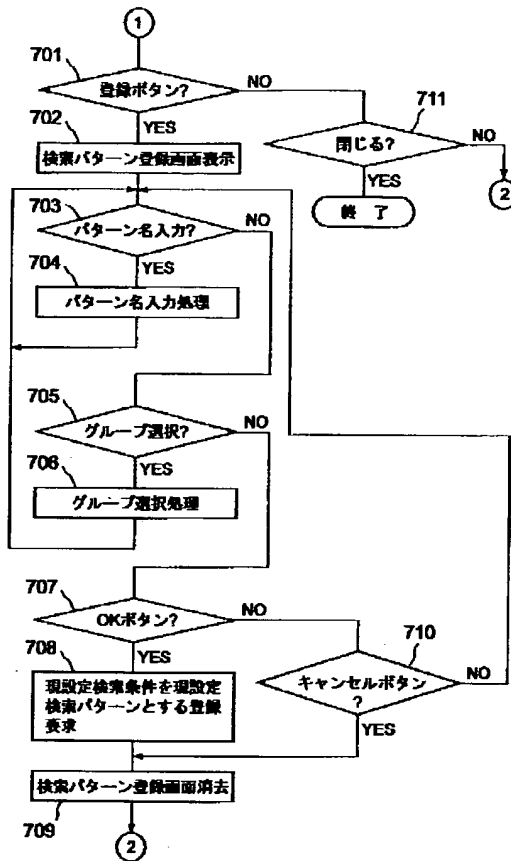 1
701
登録ボタン?
NO
YES
711
702
検索パターン登録画面表示
閉じる?
NO
YES
2
終 了
703
パターン名入力?
NO
YES
704
パターン名入力処理
705
グループ選択?
NO
YES
706
グループ選択処理
707
OKボタン?
NO
YES
708
現設定検索条件を現設定
検索パターンとする登録
要求
710
キャンセルボタン
?
NO
YES
検索パターン登録画面消去
709
2